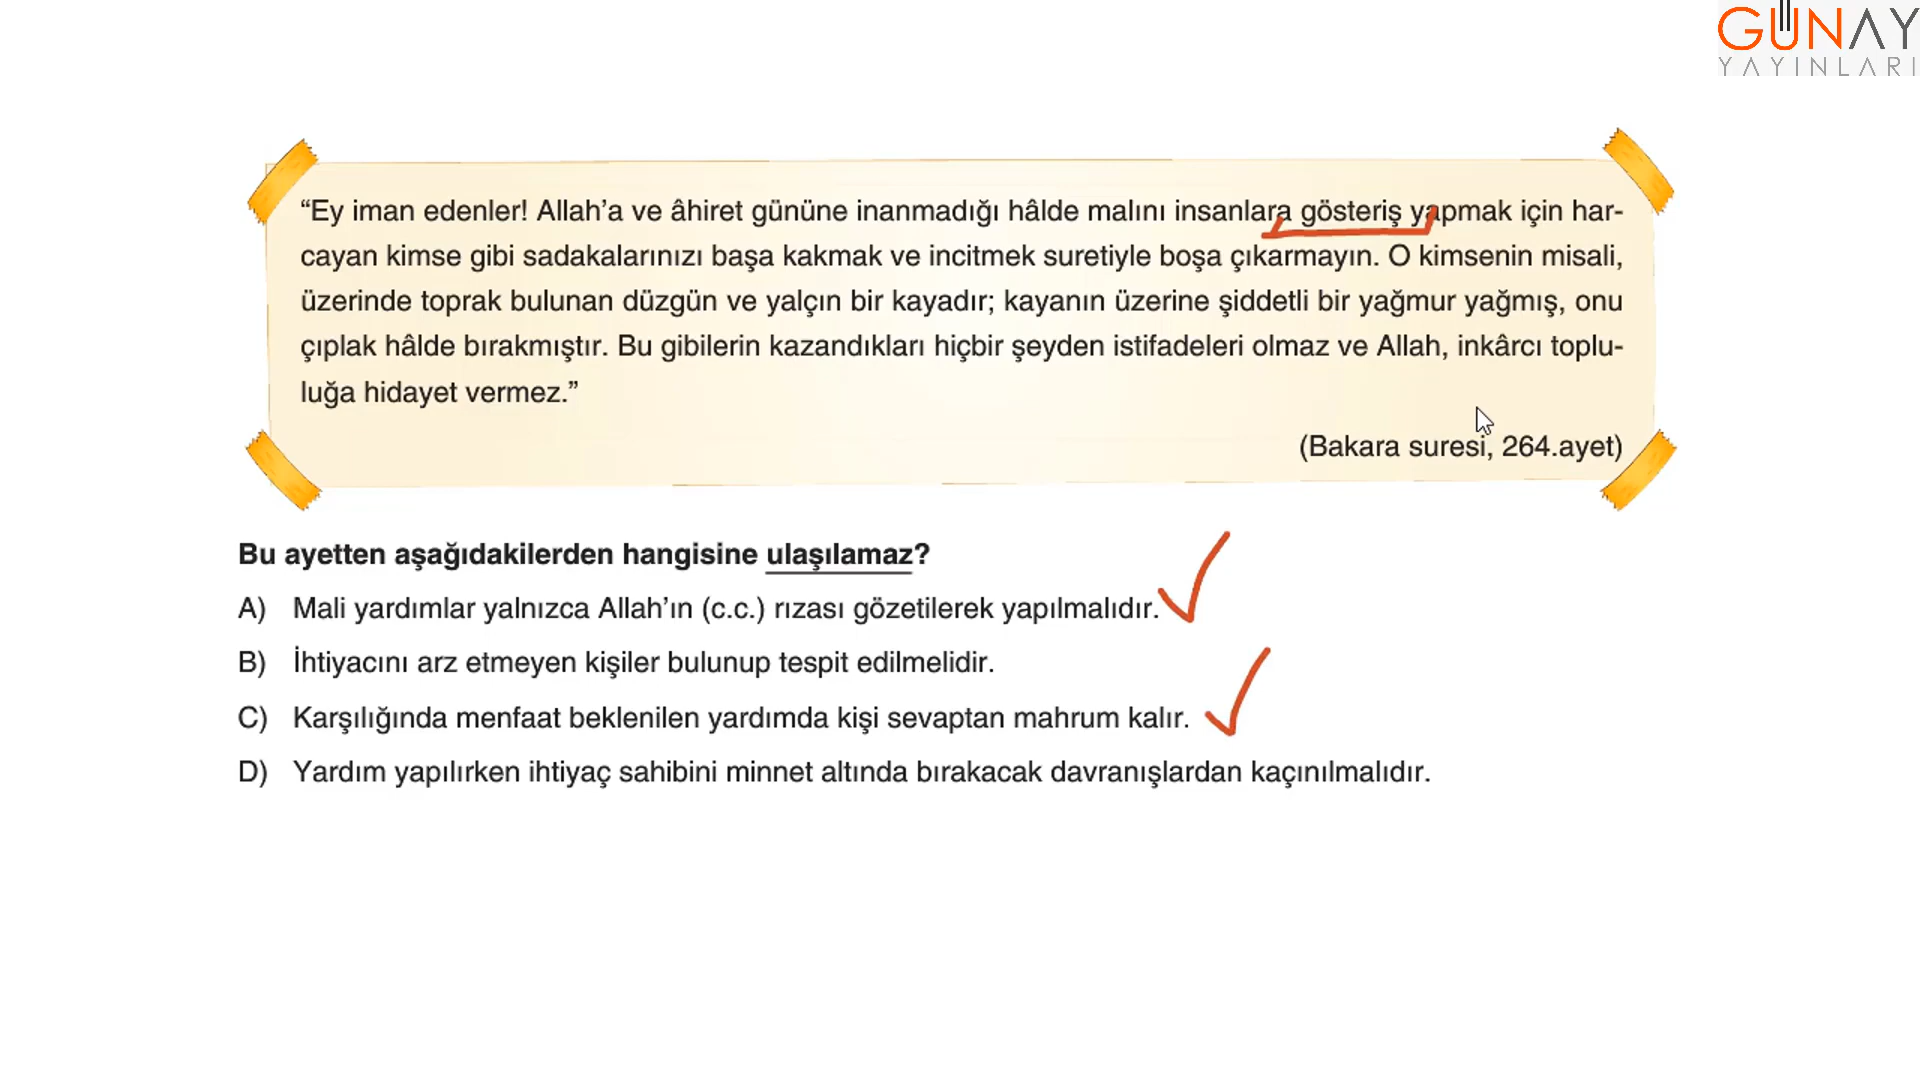 GÜNAY
YAYINLARI
“Ey iman edenler! Allah’a ve âhiret gününe inanmadığı hâlde malını insanlara gösteriş yapmak için har-
cayan kimse gibi sadakalarınızı başa kakmak ve incitmek suretiyle boşa çıkarmayın. O kimsenin misali,
üzerinde toprak bulunan düzgün ve yalçın bir kayadır; kayanın üzerine şiddetli bir yağmur yağmış, onu
çıplak hâlde bırakmıştır. Bu gibilerin kazandıkları hiçbir şeyden istifadeleri olmaz ve Allah, inkârcı toplu-
luğa hidayet vermez.”
(Bakara suresi, 264.ayet)
Bu ayetten aşağıdakilerden hangisine ulaşılamaz?
A) Mali yardımlar yalnızca Allah’ın (c.c.) rızası gözetilerek yapılmalıdır.
B) İhtiyacını arz etmeyen kişiler bulunup tespit edilmelidir.
C) Karşılığında menfaat beklenilen yardımda kişi sevaptan mahrum kalır.
D) Yardım yapılırken ihtiyaç sahibini minnet altında bırakacak davranışlardan kaçınılmalıdır.